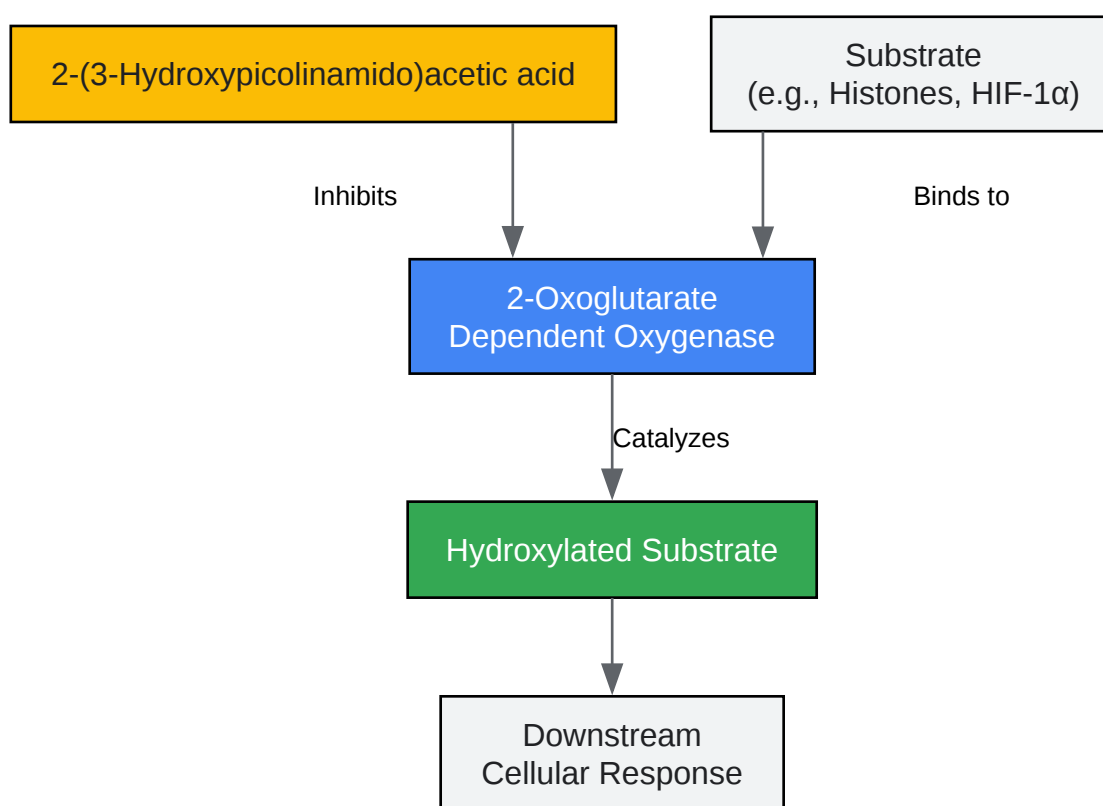 2-(3-Hydroxypicolinamido)acetic acid
Substrate
(e.g., Histones, HIF-1α)
Inhibits
Binds to
2-Oxoglutarate
Dependent Oxygenase
Catalyzes
Hydroxylated Substrate
Downstream
Cellular Response